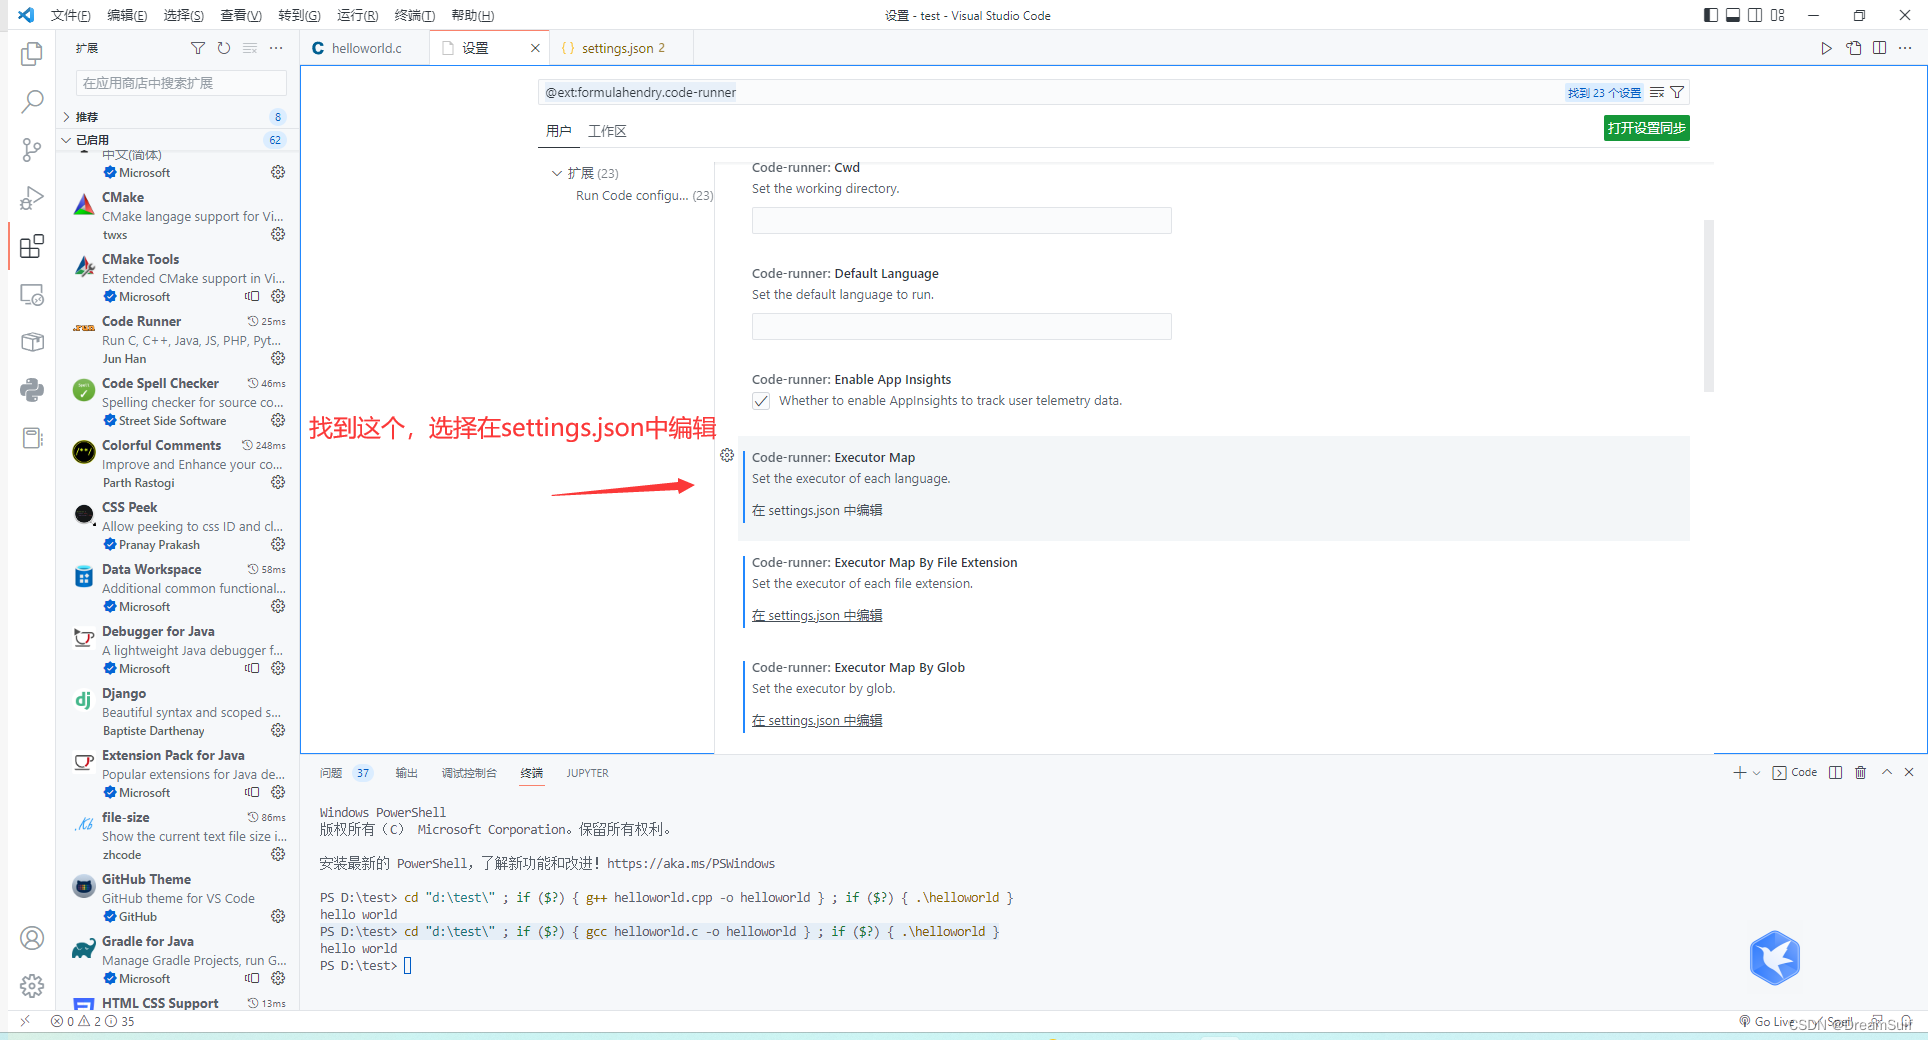 文件(F) 编辑(E) 选择(S) 查看(V) 转到(G) 运行(R) 终端(T) 帮助(H)
设置 - test - Visual Studio Code
扩展
helloworld.c
设置
{ } settings.json 2
在应用商店中搜索扩展
推荐 8
已启用 62
中文(简体)
Microsoft
CMake
CMake langage support for Vi...
twxs
CMake Tools
Extended CMake support in Vi...
Microsoft
Code Runner 25ms
Run C, C++, Java, JS, PHP, Pyt...
Jun Han
Code Spell Checker 46ms
Spelling checker for source co...
Street Side Software
Colorful Comments 248ms
Improve and Enhance your co...
Parth Rastogi
CSS Peek
Allow peeking to css ID and cl...
Pranay Prakash
Data Workspace 58ms
Additional common functional...
Microsoft
Debugger for Java
A lightweight Java debugger f...
Microsoft
Django
Beautiful syntax and scoped s...
Baptiste Darthenay
Extension Pack for Java
Popular extensions for Java de...
Microsoft
file-size 86ms
Show the current text file size i...
zhcode
GitHub Theme
GitHub theme for VS Code
GitHub
Gradle for Java
Manage Gradle Projects, run G...
Microsoft
HTML CSS Support 13ms
@ext:formulahendry.code-runner
找到 23 个设置
用户 工作区
打开设置同步
扩展 (23)
Run Code configu... (23)
Code-runner: Cwd
Set the working directory.
Code-runner: Default Language
Set the default language to run.
Code-runner: Enable App Insights
Whether to enable AppInsights to track user telemetry data.
找到这个，选择在settings.json中编辑
Code-runner: Executor Map
Set the executor of each language.
在 settings.json 中编辑
Code-runner: Executor Map By File Extension
Set the executor of each file extension.
在 settings.json 中编辑
Code-runner: Executor Map By Glob
Set the executor by glob.
在 settings.json 中编辑
问题 37 输出 调试控制台 终端 JUPYTER
Code
Windows PowerShell
版权所有（C） Microsoft Corporation。保留所有权利。
安装最新的 PowerShell，了解新功能和改进！https://aka.ms/PSWindows
PS D:\test> cd "d:\test\" ; if ($?) { g++ helloworld.cpp -o helloworld } ; if ($?) { .\helloworld }
hello world
PS D:\test> cd "d:\test\" ; if ($?) { gcc helloworld.c -o helloworld } ; if ($?) { .\helloworld }
hello world
PS D:\test>
0 2 35
Go Live
Spell
CSDN @DreamSuif